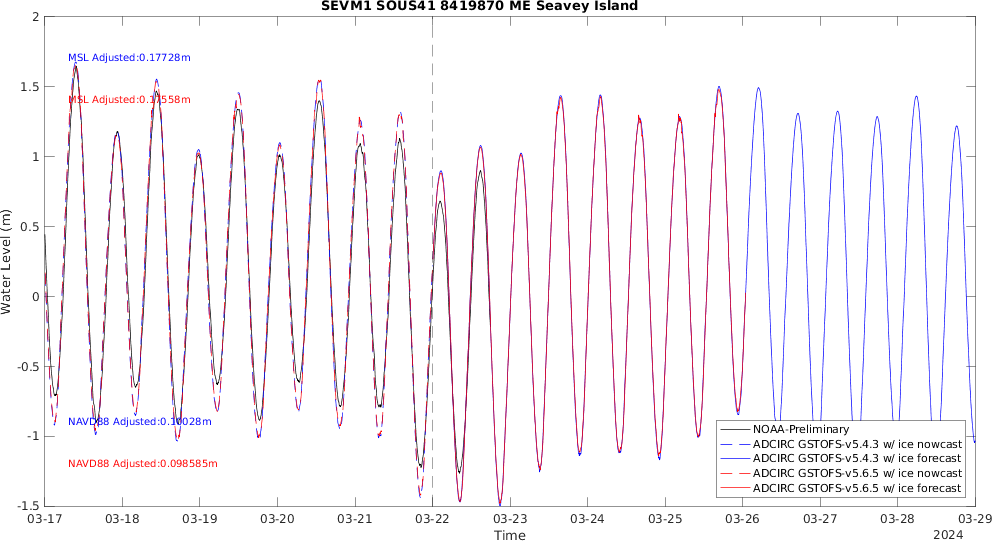 SEVM1 SOUS41 8419870 ME Seavey Island
2
1.5
1
0.5
0
-0.5
-1
-1.5
Water Level (m)
MSL Adjusted:0.17728m
MSL Adjusted:0.17558m
NAVD88 Adjusted:0.10028m
NAVD88 Adjusted:0.098585m
NOAA-Preliminary
ADCIRC GSTOFS-v5.4.3 w/ ice nowcast
ADCIRC GSTOFS-v5.4.3 w/ ice forecast
ADCIRC GSTOFS-v5.6.5 w/ ice nowcast
ADCIRC GSTOFS-v5.6.5 w/ ice forecast
03-17 03-18 03-19 03-20 03-21 03-22 03-23 03-24 03-25 03-26 03-27 03-28 03-29
Time
2024